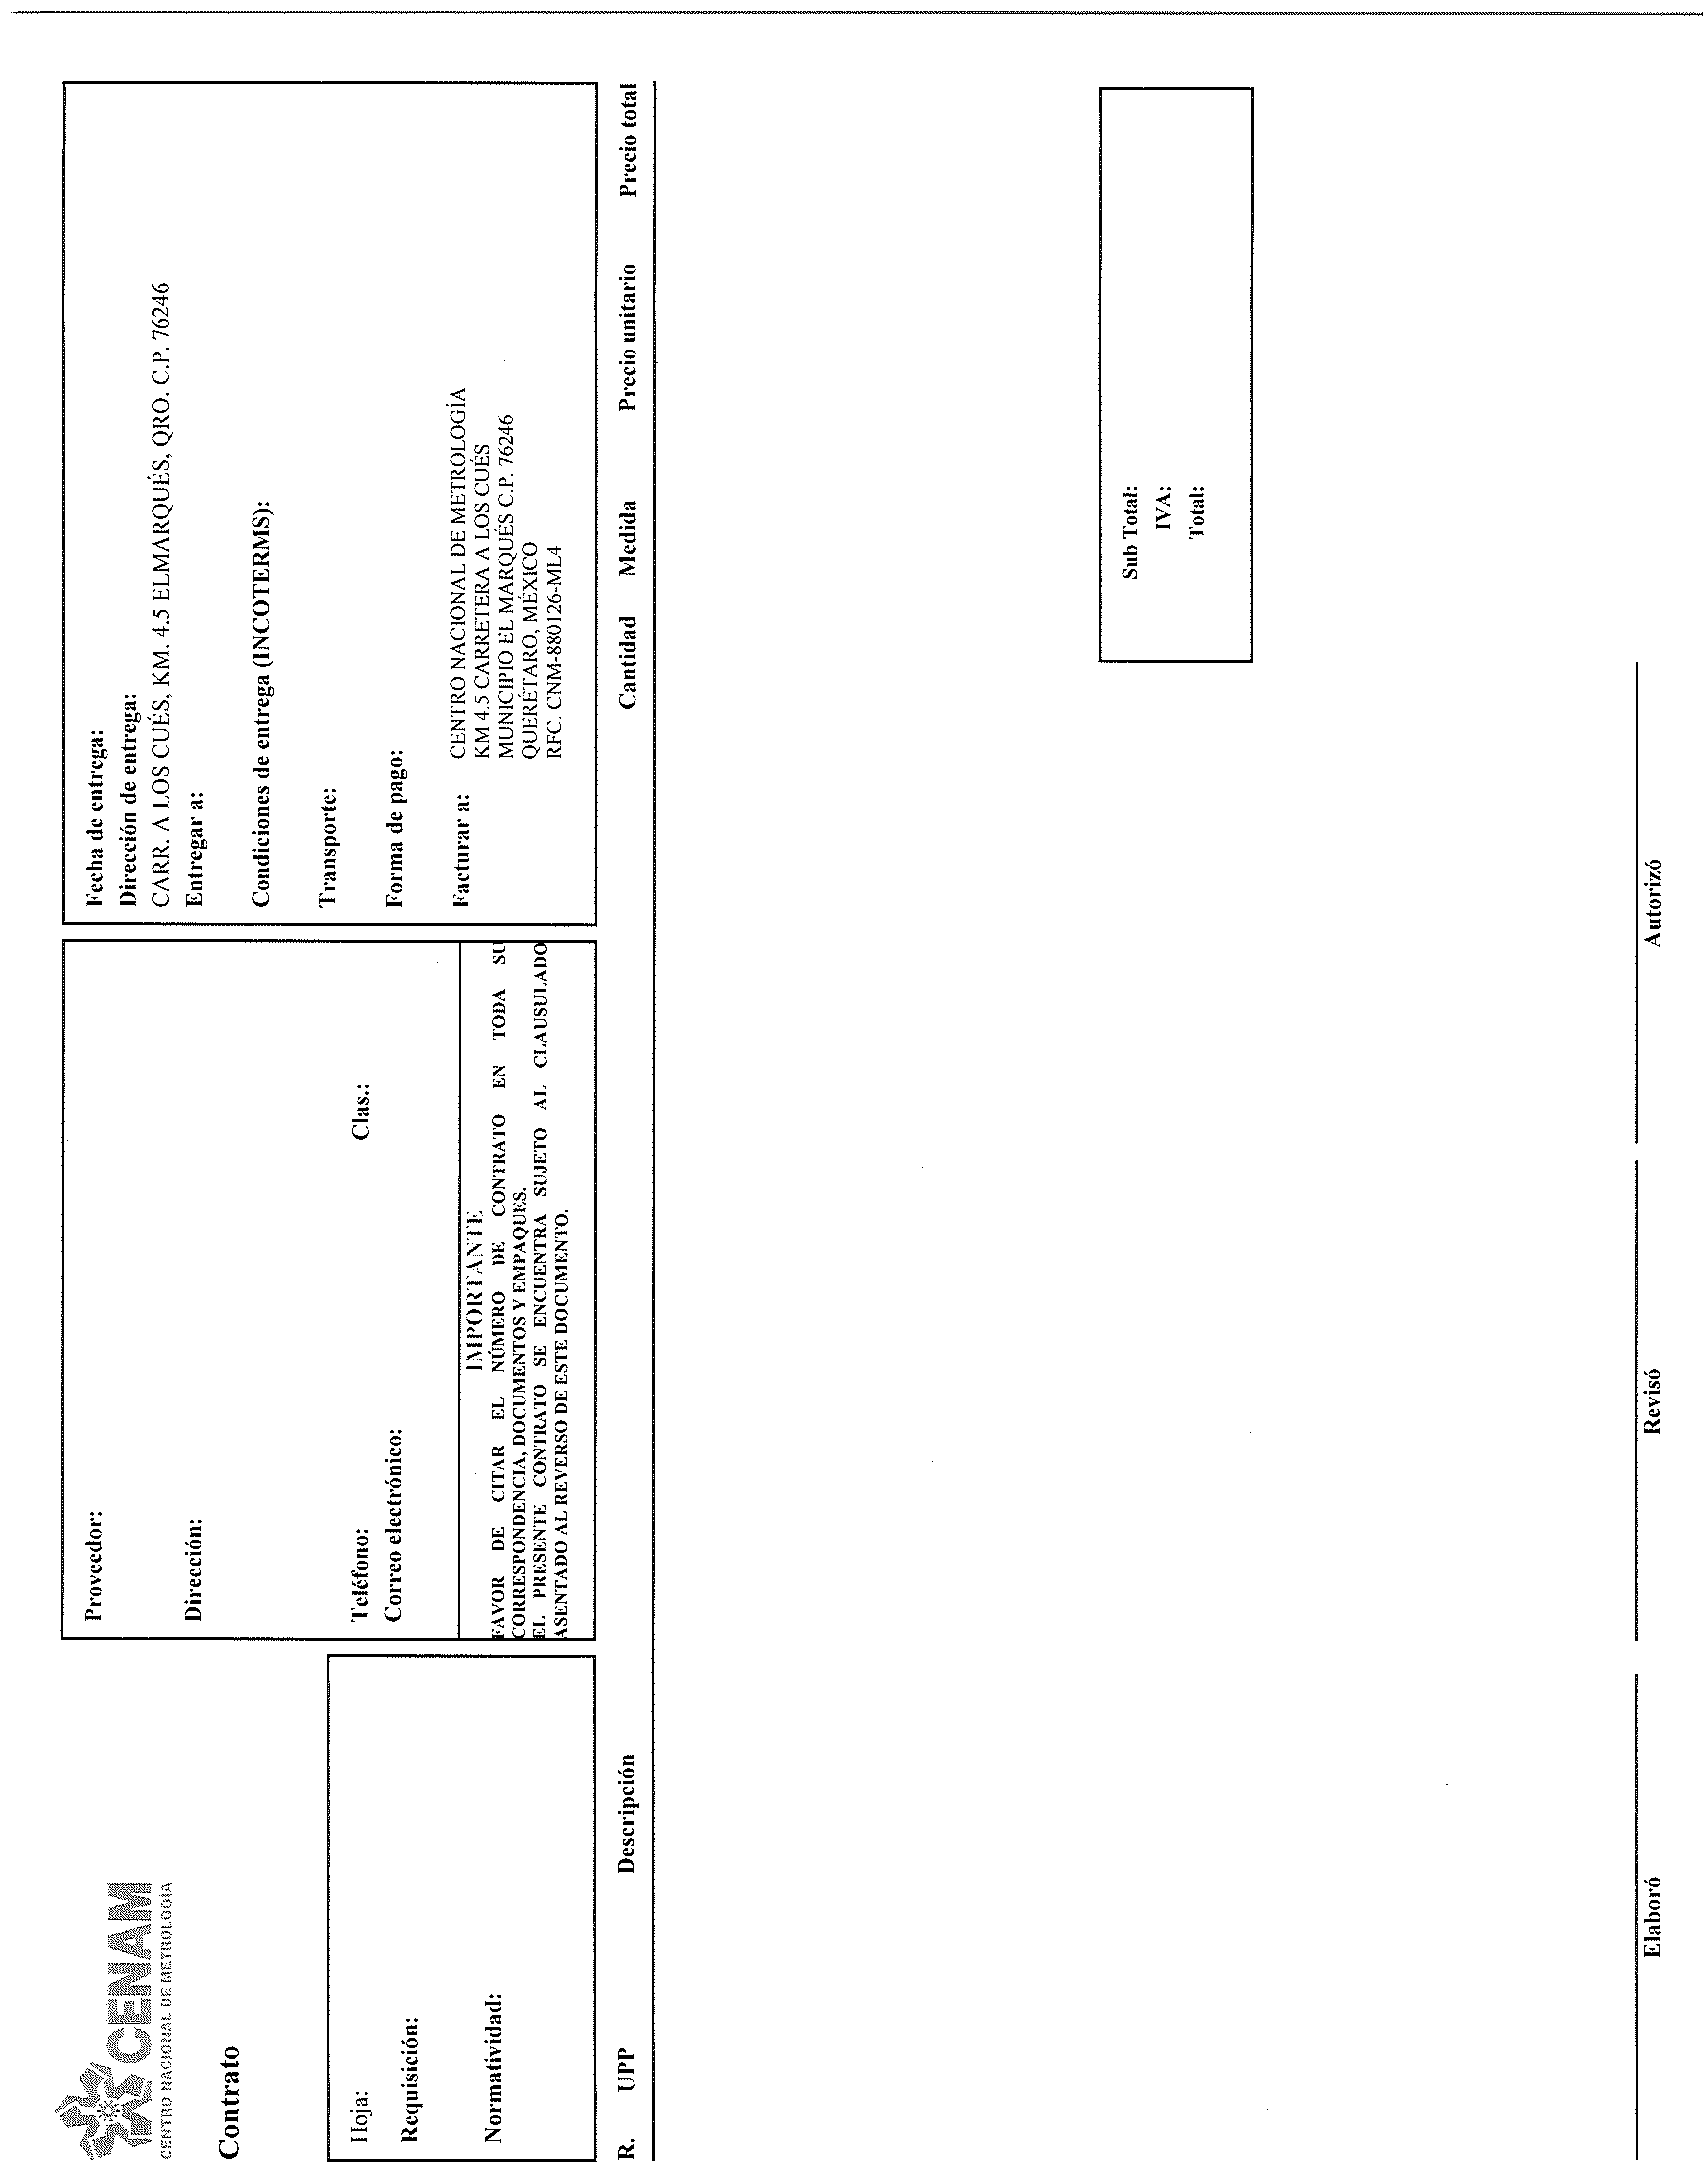 CENAM
CENTRO NACIONAL DE METROLOGÍA
Contrato
Hoja:
Requisición:
Normatividad:
Proveedor:
Dirección:
Teléfono:
Clas.:
Correo electrónico:
IMPORTANTE
FAVOR DE CITAR EL NÚMERO DE CONTRATO EN TODA SU
CORRESPONDENCIA, DOCUMENTOS Y EMPAQUES.
EL PRESENTE CONTRATO SE ENCUENTRA SUJETO AL CLAUSULADO
ASENTADO AL REVERSO DE ESTE DOCUMENTO.
Fecha de entrega:
Dirección de entrega:
CARR. A LOS CUÉS, KM. 4.5 ELMARQUÉS, QRO. C.P. 76246
Entregar a:
Condiciones de entrega (INCOTERMS):
Transporte:
Forma de pago:
Facturar a: CENTRO NACIONAL DE METROLOGÍA
KM 4.5 CARRETERA A LOS CUÉS
MUNICIPIO EL MARQUÉS C.P. 76246
QUERÉTARO, MÉXICO
RFC. CNM-880126-ML4
R. UPP Descripción Cantidad Medida Precio unitario Precio total
Sub Total:
IVA:
Total:
Elaboró Revisó Autorizó